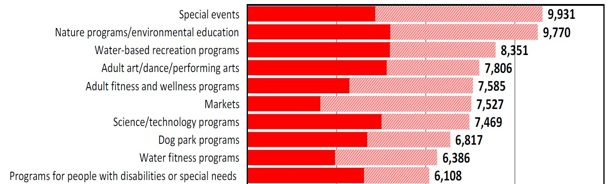 Special events 9,931
Nature programs/environmental education 9,770
Water-based recreation programs 8,351
Adult art/dance/performing arts 7,806
Adult fitness and wellness programs 7,585
Markets 7,527
Science/technology programs 7,469
Dog park programs 6,817
Water fitness programs 6,386
Programs for people with disabilities or special needs 6,108